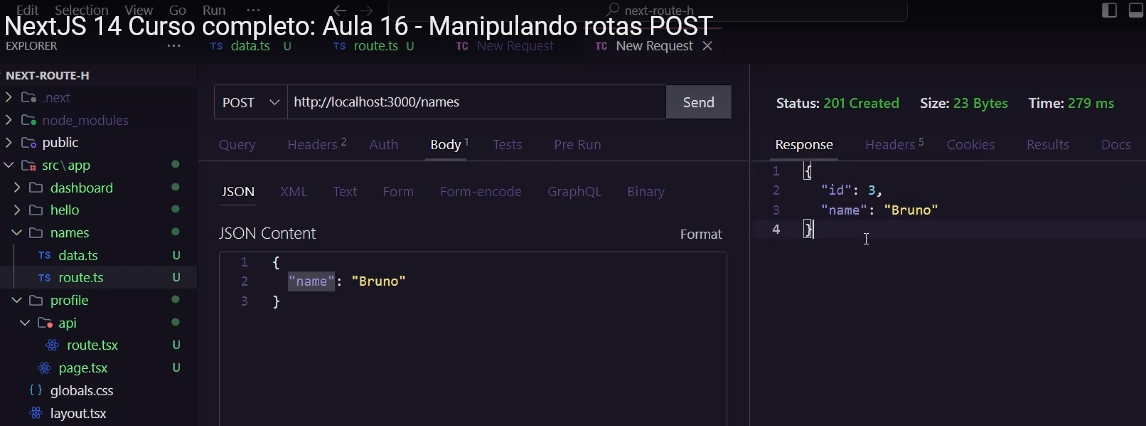 Edit Selection View Go Run ... next-route-h
NextJS 14 Curso completo: Aula 16 - Manipulando rotas POST
EXPLORER ... TS data.ts U TS route.ts U TC New Request TC New Request
NEXT-ROUTE-H
.next
node_modules
public
src\app
dashboard
hello
names
TS data.ts U
TS route.ts U
profile
api
route.tsx U
page.tsx U
{} globals.css
layout.tsx
POST http://localhost:3000/names Send
Query Headers 2 Auth Body 1 Tests Pre Run
JSON XML Text Form Form-encode GraphQL Binary
JSON Content Format
1 {
2 "name": "Bruno"
3 }
Status: 201 Created Size: 23 Bytes Time: 279 ms
Response Headers 5 Cookies Results Docs
1 {
2 "id": 3,
3 "name": "Bruno"
4 }